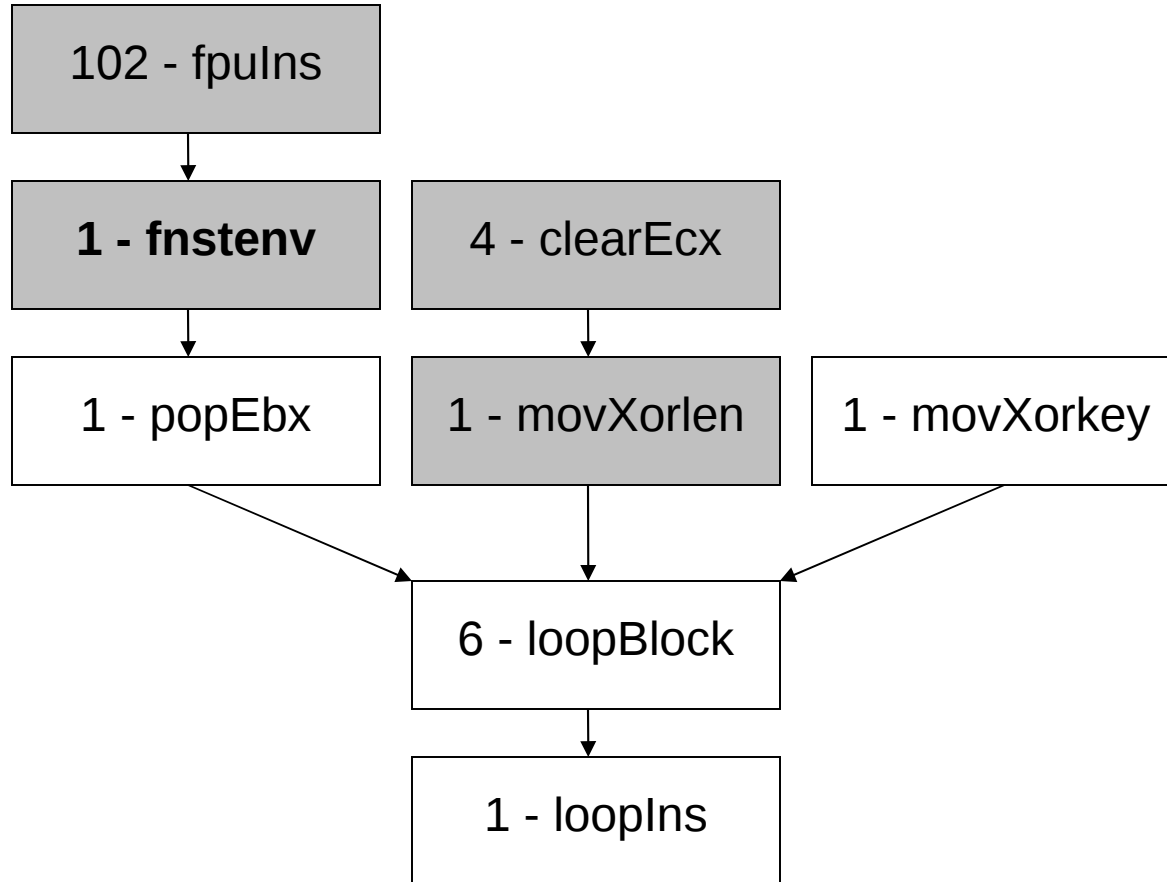 102 - fpuIns
1 - fnstenv
4 - clearEcx
1 - popEbx
1 - movXorlen
1 - movXorkey
6 - loopBlock
1 - loopIns